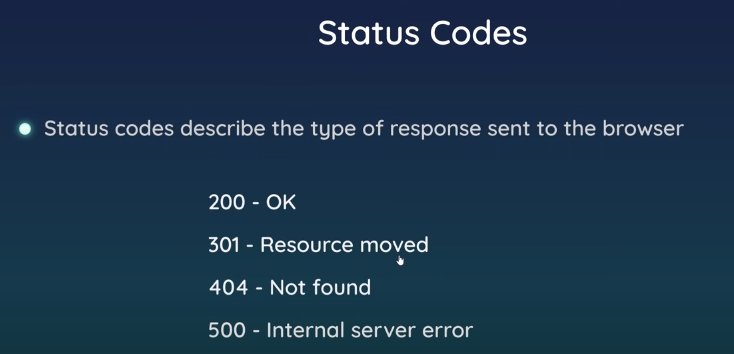 Status Codes
Status codes describe the type of response sent to the browser
200 - OK
301 - Resource moved
404 - Not found
500 - Internal server error